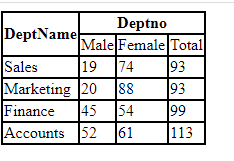 DeptName Deptno
Male Female Total
Sales 19 74 93
Marketing 20 88 93
Finance 45 54 99
Accounts 52 61 113